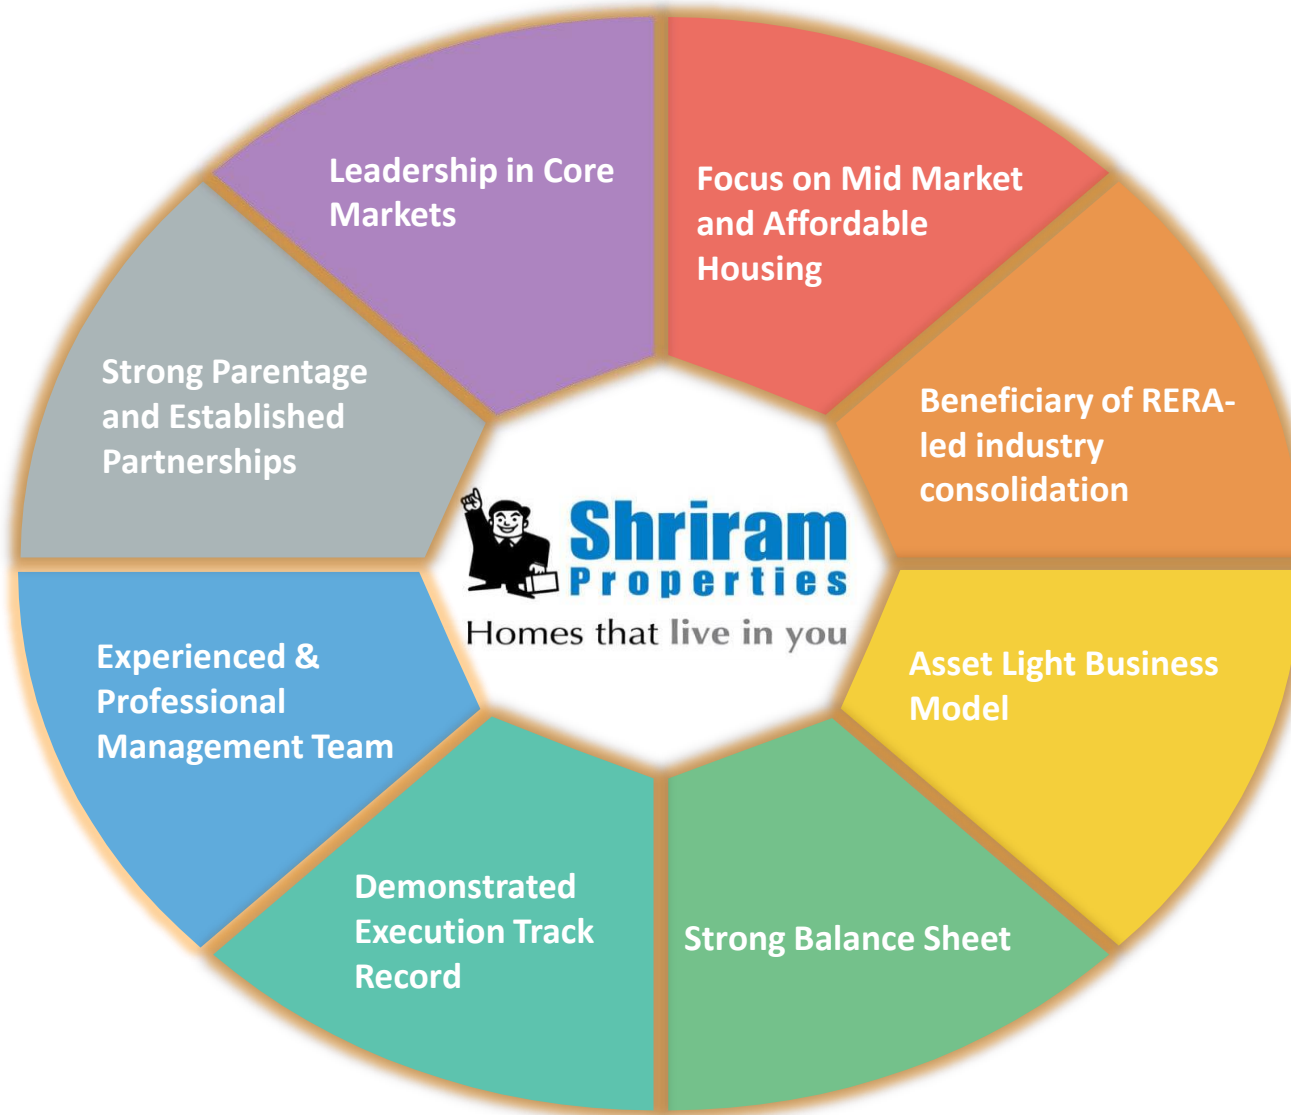 Leadership in Core
Markets
Focus on Mid Market
and Affordable
Housing
Strong Parentage
and Established
Partnerships
Beneficiary of RERA-
led industry
consolidation
Shriram
Properties
Homes that live in you
Experienced &
Professional
Management Team
Asset Light Business
Model
Demonstrated
Execution Track
Record
Strong Balance Sheet